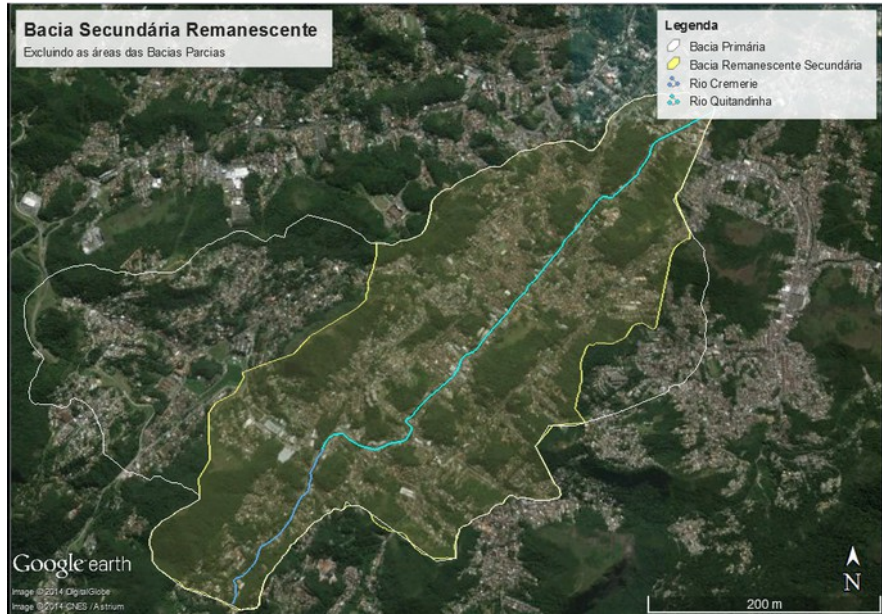 Bacia Secundária Remanescente
Excluindo as áreas das Bacias Parcias
Legenda
Bacia Primária
Bacia Remanescente Secundária
Rio Cremerie
Rio Quitandinha
Google earth
Image © 2014 DigitalGlobe
Image © 2014 CNES / Astrium
N
200 m